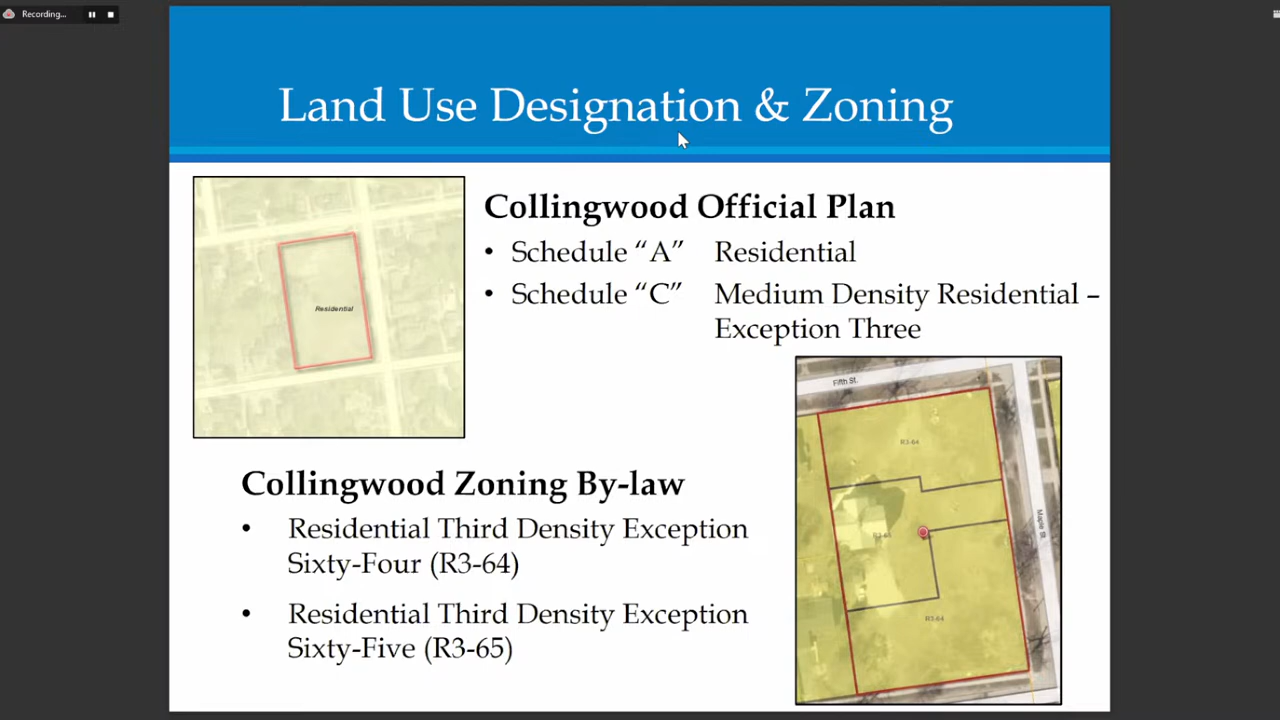 Recording...
Land Use Designation & Zoning
Residential
Collingwood Official Plan
• Schedule “A” Residential
• Schedule “C” Medium Density Residential –
Exception Three
Fifth St.
R3-64
Maple St.
R3-64
Collingwood Zoning By-law
• Residential Third Density Exception
Sixty-Four (R3-64)
• Residential Third Density Exception
Sixty-Five (R3-65)